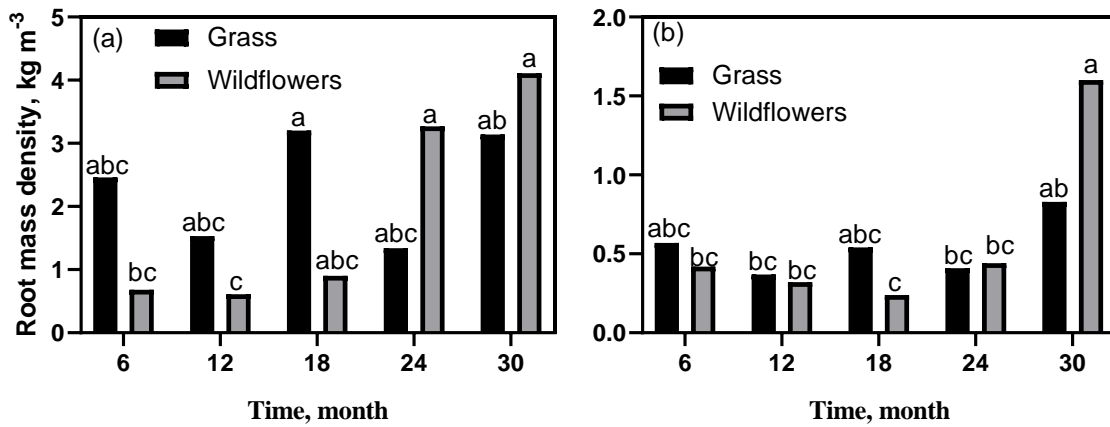 (a)
Grass
Wildflowers
Root mass density, kg m-3
5
4
3
2
1
0
abc
bc
abc
c
a
abc
abc
a
ab
a
6 12 18 24 30
Time, month
(b)
Grass
Wildflowers
2.0
1.5
1.0
0.5
0.0
abc
bc
bc
bc
abc
c
bc
bc
ab
a
6 12 18 24 30
Time, month